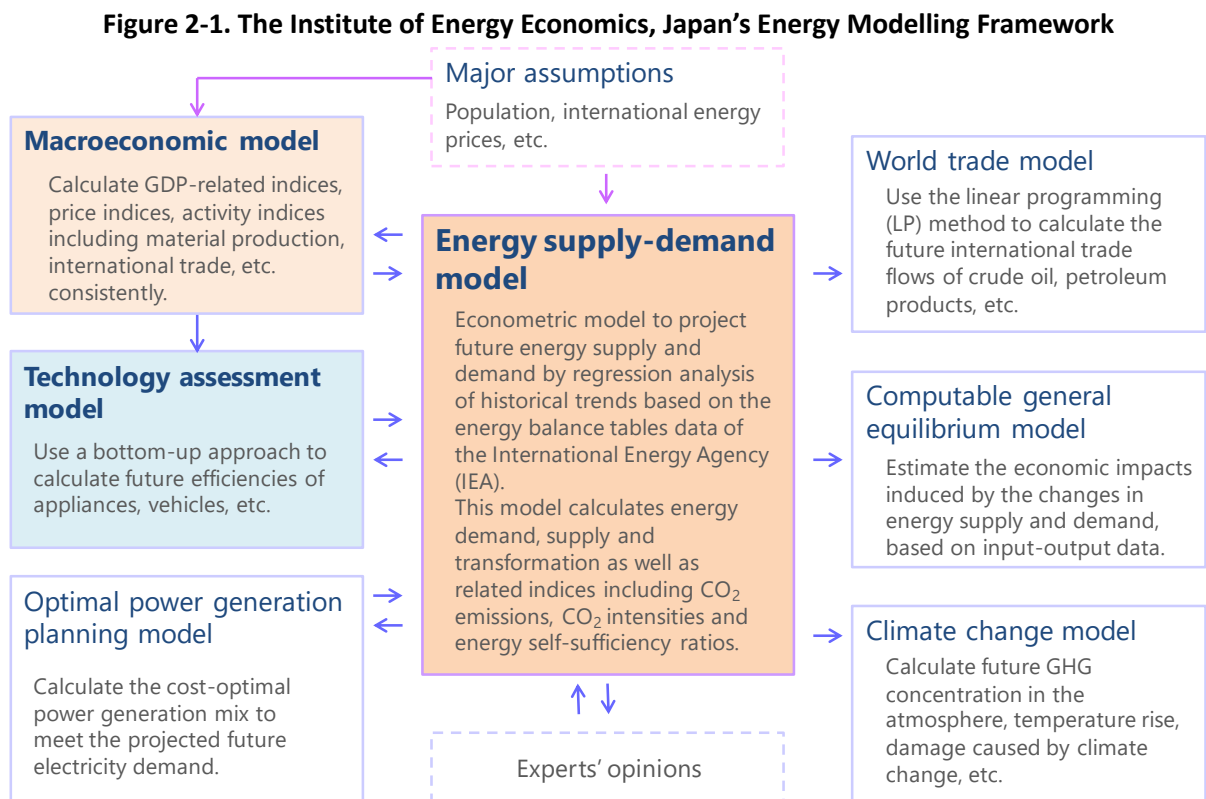 Figure 2-1. The Institute of Energy Economics, Japan’s Energy Modelling Framework
Major assumptions
Population, international energy
prices, etc.
Macroeconomic model
Calculate GDP-related indices,
price indices, activity indices
including material production,
international trade, etc.
consistently.
Technology assessment
model
Use a bottom-up approach to
calculate future efficiencies of
appliances, vehicles, etc.
Optimal power generation
planning model
Calculate the cost-optimal
power generation mix to
meet the projected future
electricity demand.
Energy supply-demand
model
Econometric model to project
future energy supply and
demand by regression analysis
of historical trends based on the
energy balance tables data of
the International Energy Agency
(IEA).
This model calculates energy
demand, supply and
transformation as well as
related indices including CO₂
emissions, CO₂ intensities and
energy self-sufficiency ratios.
Experts’ opinions
World trade model
Use the linear programming
(LP) method to calculate the
future international trade
flows of crude oil, petroleum
products, etc.
Computable general
equilibrium model
Estimate the economic impacts
induced by the changes in
energy supply and demand,
based on input-output data.
Climate change model
Calculate future GHG
concentration in the
atmosphere, temperature rise,
damage caused by climate
change, etc.